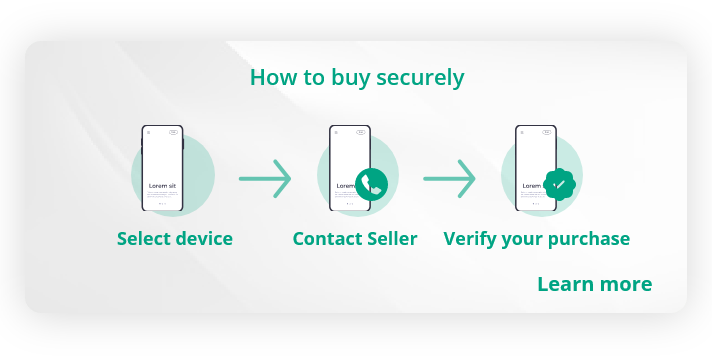 How to buy securely
Lorem sit
Lorem
Lorem
Select device
Contact Seller
Verify your purchase
Learn more